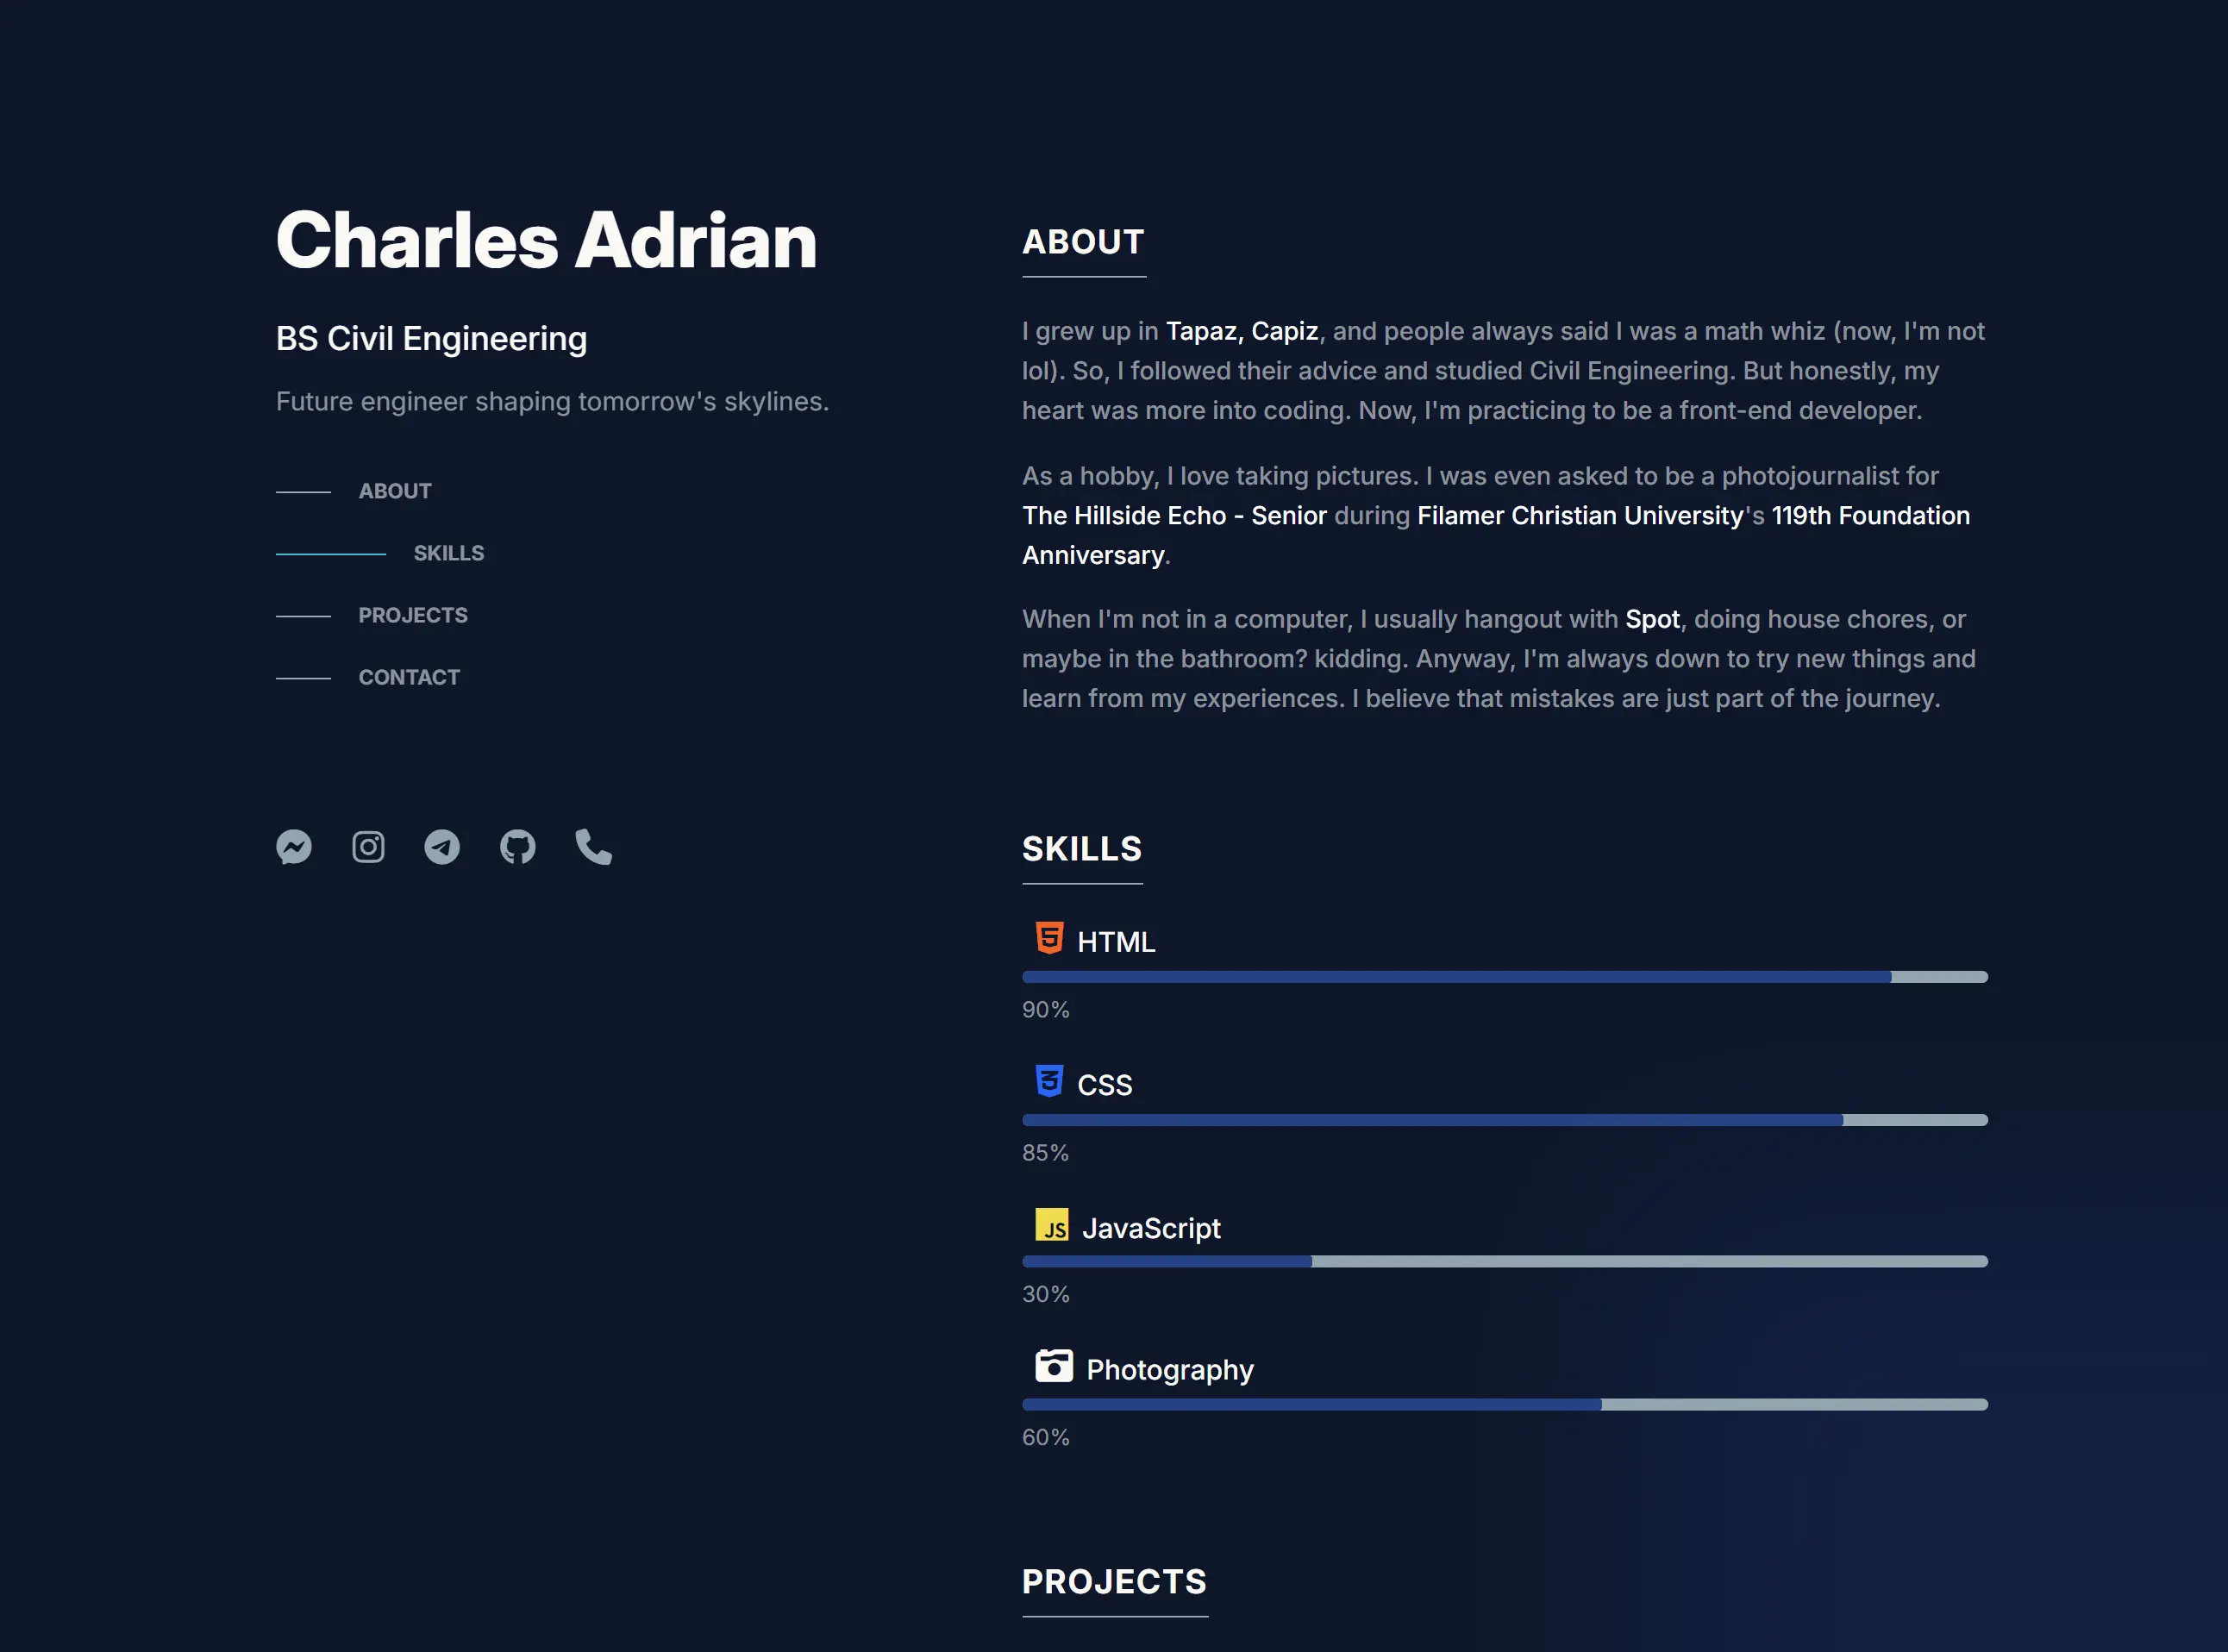 Charles Adrian
BS Civil Engineering
Future engineer shaping tomorrow's skylines.
ABOUT
SKILLS
PROJECTS
CONTACT
ABOUT
I grew up in Tapaz, Capiz, and people always said I was a math whiz (now, I'm not
lol). So, I followed their advice and studied Civil Engineering. But honestly, my
heart was more into coding. Now, I'm practicing to be a front-end developer.
As a hobby, I love taking pictures. I was even asked to be a photojournalist for
The Hillside Echo - Senior during Filamer Christian University's 119th Foundation
Anniversary.
When I'm not in a computer, I usually hangout with Spot, doing house chores, or
maybe in the bathroom? kidding. Anyway, I'm always down to try new things and
learn from my experiences. I believe that mistakes are just part of the journey.
SKILLS
HTML
90%
CSS
85%
JS JavaScript
30%
Photography
60%
PROJECTS